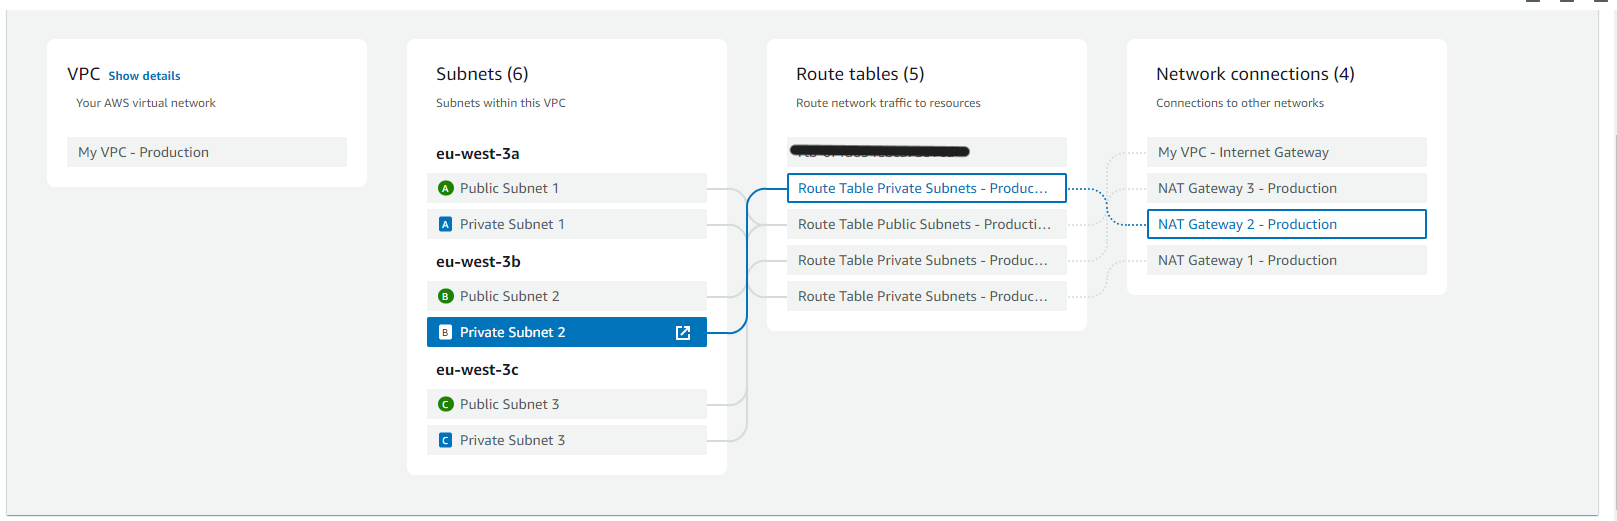 VPC Show details
Your AWS virtual network
My VPC - Production
Subnets (6)
Subnets within this VPC
eu-west-3a
A Public Subnet 1
A Private Subnet 1
eu-west-3b
B Public Subnet 2
B Private Subnet 2
eu-west-3c
C Public Subnet 3
C Private Subnet 3
Route tables (5)
Route network traffic to resources
Route Table Private Subnets - Produc...
Route Table Public Subnets - Producti...
Route Table Private Subnets - Produc...
Route Table Private Subnets - Produc...
Network connections (4)
Connections to other networks
My VPC - Internet Gateway
NAT Gateway 3 - Production
NAT Gateway 2 - Production
NAT Gateway 1 - Production